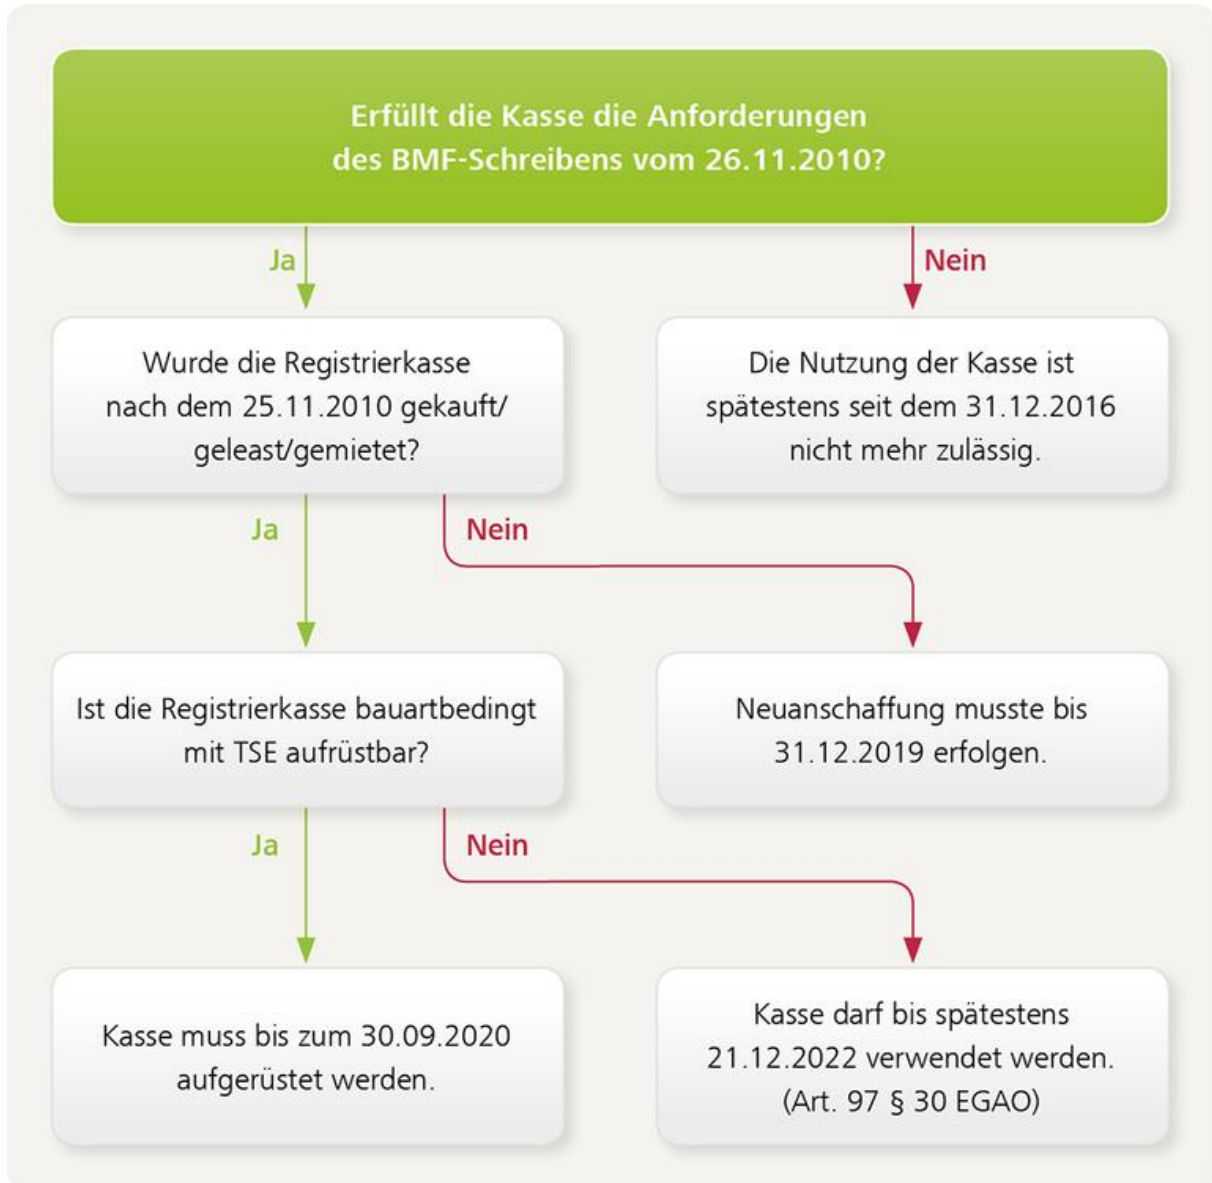 Erfüllt die Kasse die Anforderungen
des BMF-Schreibens vom 26.11.2010?
Ja
Nein
Wurde die Registrierkasse
nach dem 25.11.2010 gekauft/
geleast/gemietet?
Die Nutzung der Kasse ist
spätestens seit dem 31.12.2016
nicht mehr zulässig.
Ja
Nein
Ist die Registrierkasse bauartbedingt
mit TSE aufrüstbar?
Neuanschaffung musste bis
31.12.2019 erfolgen.
Ja
Nein
Kasse muss bis zum 30.09.2020
aufgerüstet werden.
Kasse darf bis spätestens
21.12.2022 verwendet werden.
(Art. 97 § 30 EGAO)